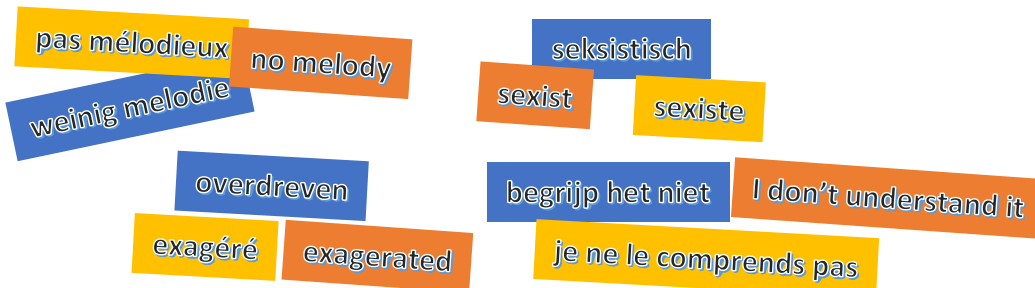 pas mélodieux
no melody
weinig melodie
seksistisch
sexist
sexiste
overdreven
exagéré
exagerated
begrijp het niet
I don't understand it
je ne le comprends pas